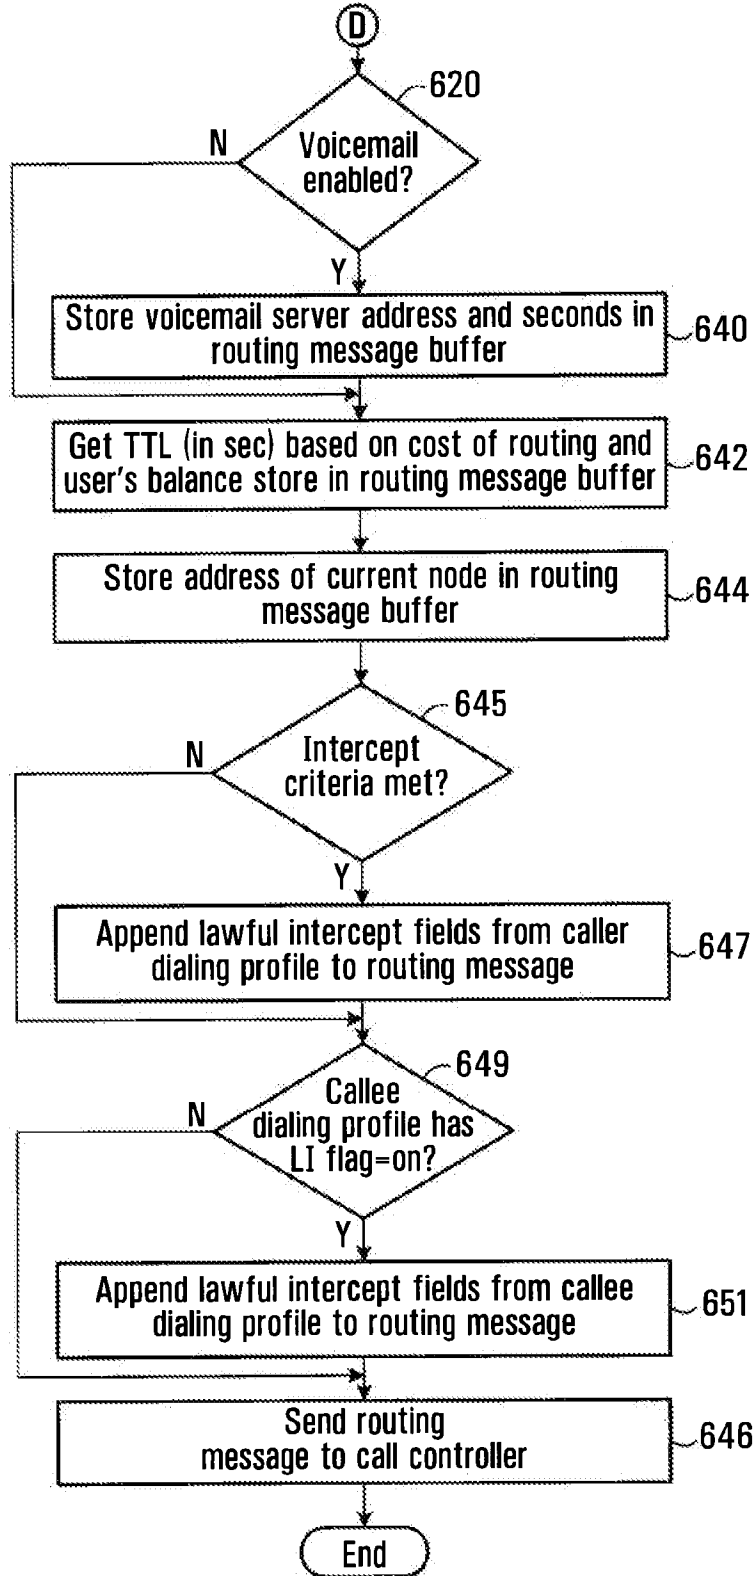 D
620
N
Voicemail
enabled?
Y
Store voicemail server address and seconds in
routing message buffer
640
Get TTL (in sec) based on cost of routing and
user's balance store in routing message buffer
642
Store address of current node in routing
message buffer
644
645
N
Intercept
criteria met?
Y
Append lawful intercept fields from caller
dialing profile to routing message
647
649
N
Callee
dialing profile has
LI flag=on?
Y
Append lawful intercept fields from callee
dialing profile to routing message
651
Send routing
message to call controller
646
End